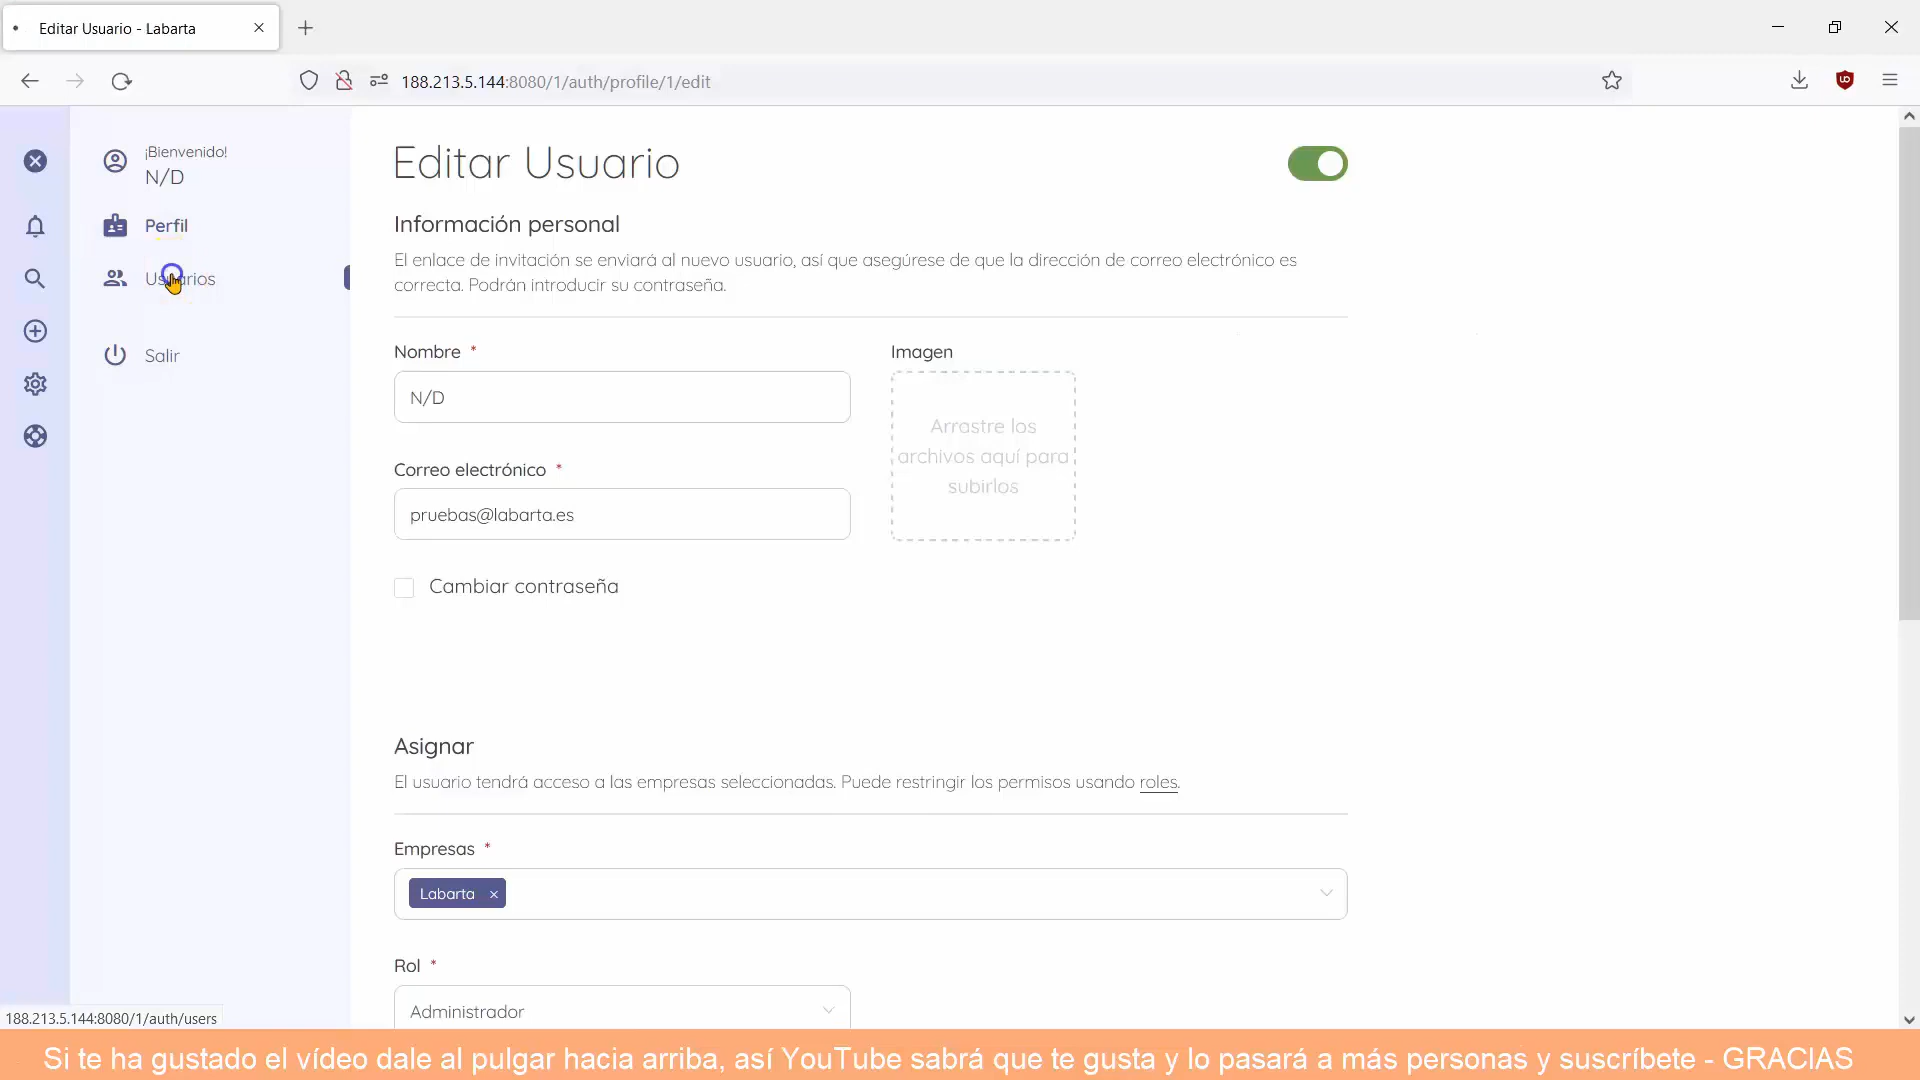 Editar Usuario - Labarta
188.213.5.144:8080/1/auth/profile/1/edit
¡Bienvenido!
N/D
Perfil
Usuarios
Salir
Editar Usuario
Información personal
El enlace de invitación se enviará al nuevo usuario, así que asegúrese de que la dirección de correo electrónico es
correcta. Podrán introducir su contraseña.
Nombre *
N/D
Imagen
Arrastre los
archivos aquí para
subirlos
Correo electrónico *
pruebas@labarta.es
Cambiar contraseña
Asignar
El usuario tendrá acceso a las empresas seleccionadas. Puede restringir los permisos usando roles.
Empresas *
Labarta ×
Rol *
Administrador
188.213.5.144:8080/1/auth/users
Si te ha gustado el vídeo dale al pulgar hacia arriba, así YouTube sabrá que te gusta y lo pasará a más personas y suscríbete - GRACIAS